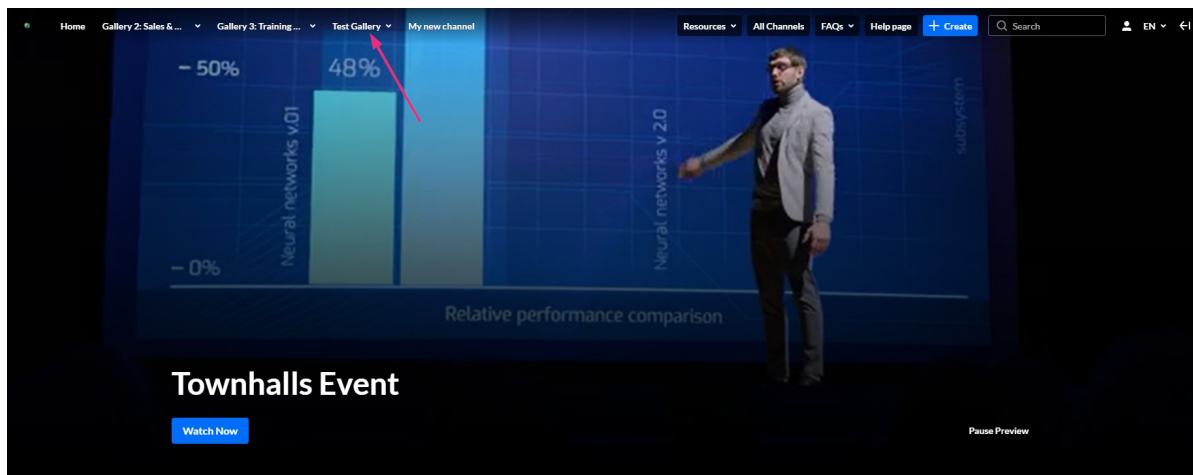 Home Gallery 2: Sales & ... Gallery 3: Training ... Test Gallery My new channel Resources All Channels FAQs Help page + Create Search EN
– 50%
48%
Neural networks v.01
Neural networks v 2.0
subsystem
– 0%
Relative performance comparison
Townhalls Event
Watch Now
Pause Preview